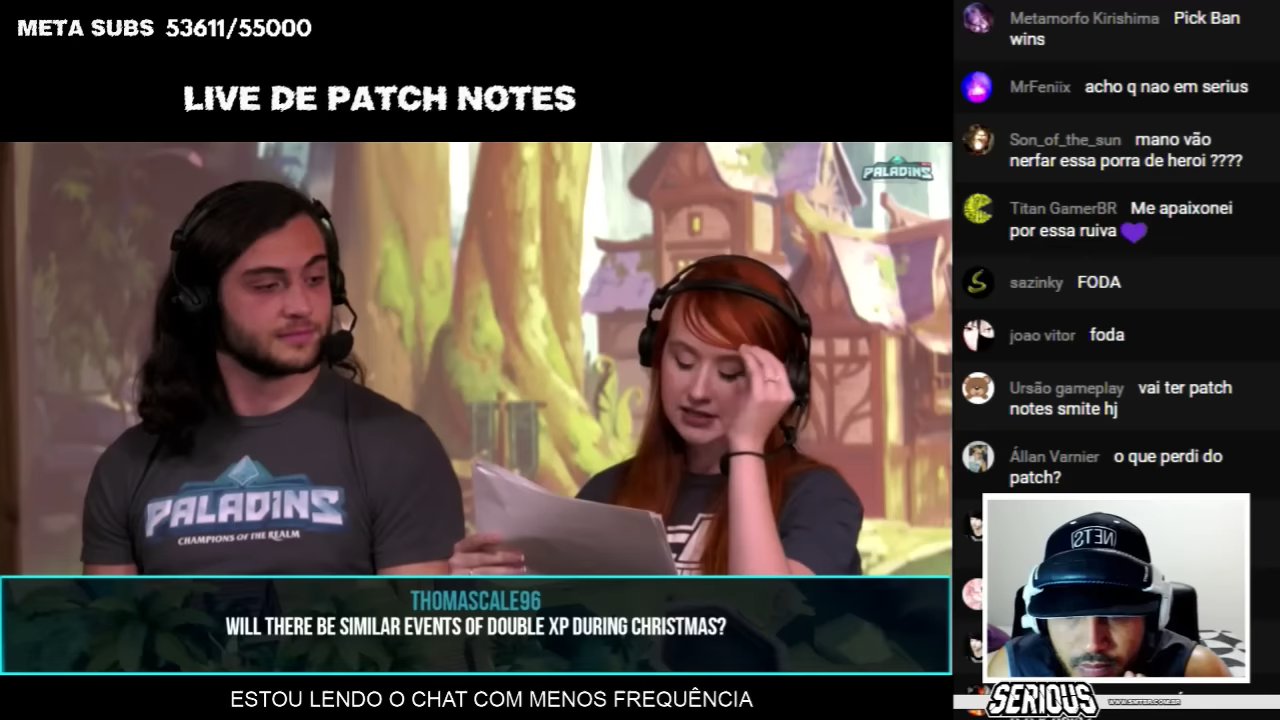 META SUBS 53611/55000
LIVE DE PATCH NOTES
PALADINS
PALADINS
CHAMPIONS OF THE REALM
THOMASCALE96
WILL THERE BE SIMILAR EVENTS OF DOUBLE XP DURING CHRISTMAS?
ESTOU LENDO O CHAT COM MENOS FREQUÊNCIA
Metamorfo Kirishima Pick Ban
wins
MrFeniix acho q nao em serius
Son_of_the_sun mano vão
nerfar essa porra de heroi ????
Titan GamerBR Me apaixonei
por essa ruiva
sazinky FODA
joao vitor foda
Ursão gameplay vai ter patch
notes smite hj
Állan Varnier o que perdi do
patch?
NETS
SERIOUS